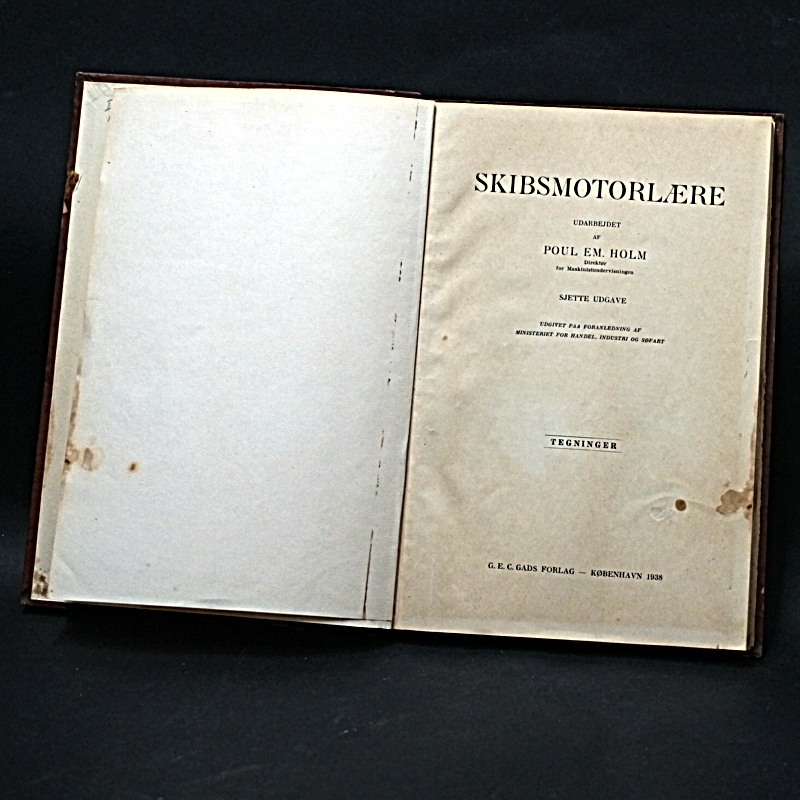 SKIBSMOTORLÆRE
UDARBEJDET
AF
POUL EM. HOLM
Direktør
for Maskinistundervisningen
SJETTE UDGAVE
UDGIVET PAA FORANLEDNING AF
MINISTERIET FOR HANDEL, INDUSTRI OG SØFART
TEGNINGER
G. E. C. GADS FORLAG — KØBENHAVN 1938